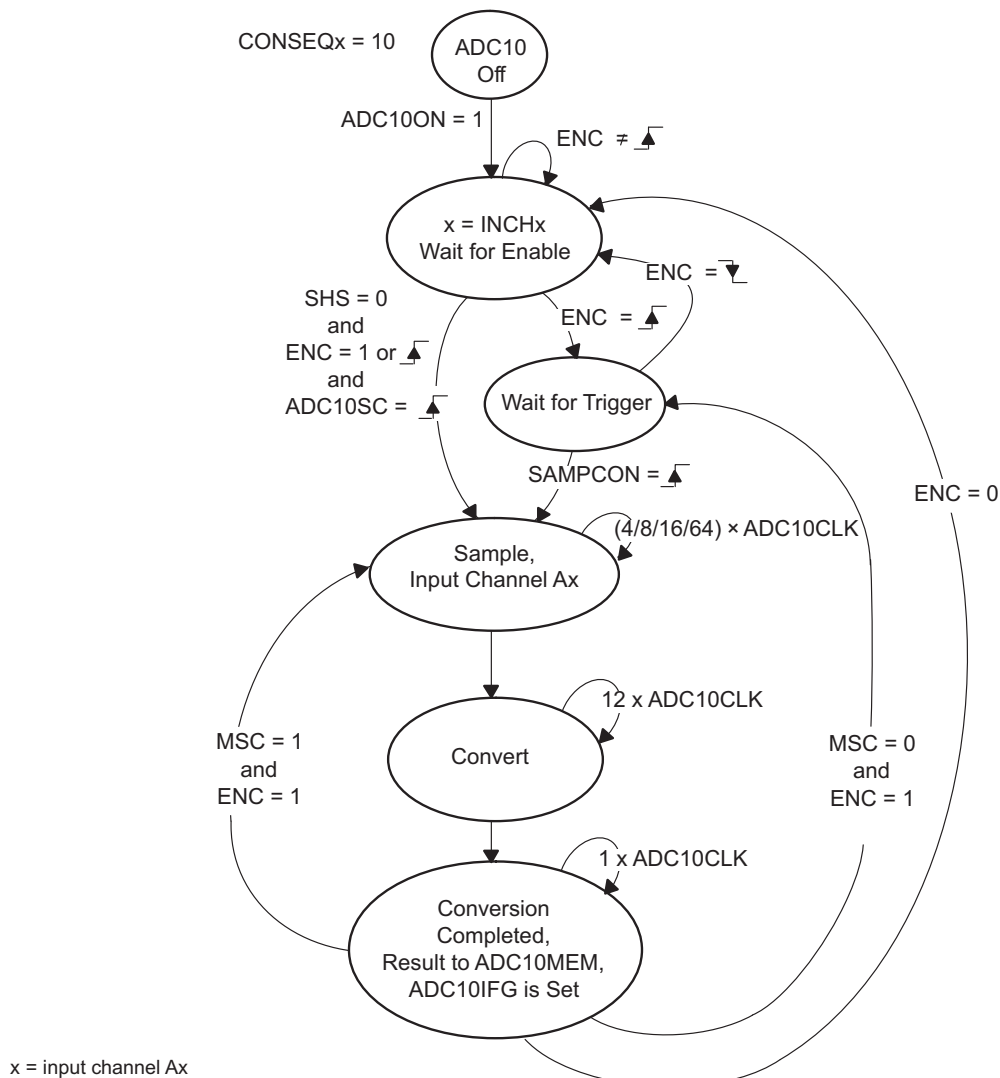 CONSEQx = 10
ADC10
Off
ADC10ON = 1
ENC ≠
x = INCHx
Wait for Enable
ENC =
SHS = 0
and
ENC = 1 or
and
ADC10SC =
ENC =
Wait for Trigger
SAMPCON =
ENC = 0
(4/8/16/64) × ADC10CLK
Sample,
Input Channel Ax
12 x ADC10CLK
Convert
MSC = 1
and
ENC = 1
MSC = 0
and
ENC = 1
1 x ADC10CLK
Conversion
Completed,
Result to ADC10MEM,
ADC10IFG is Set
x = input channel Ax